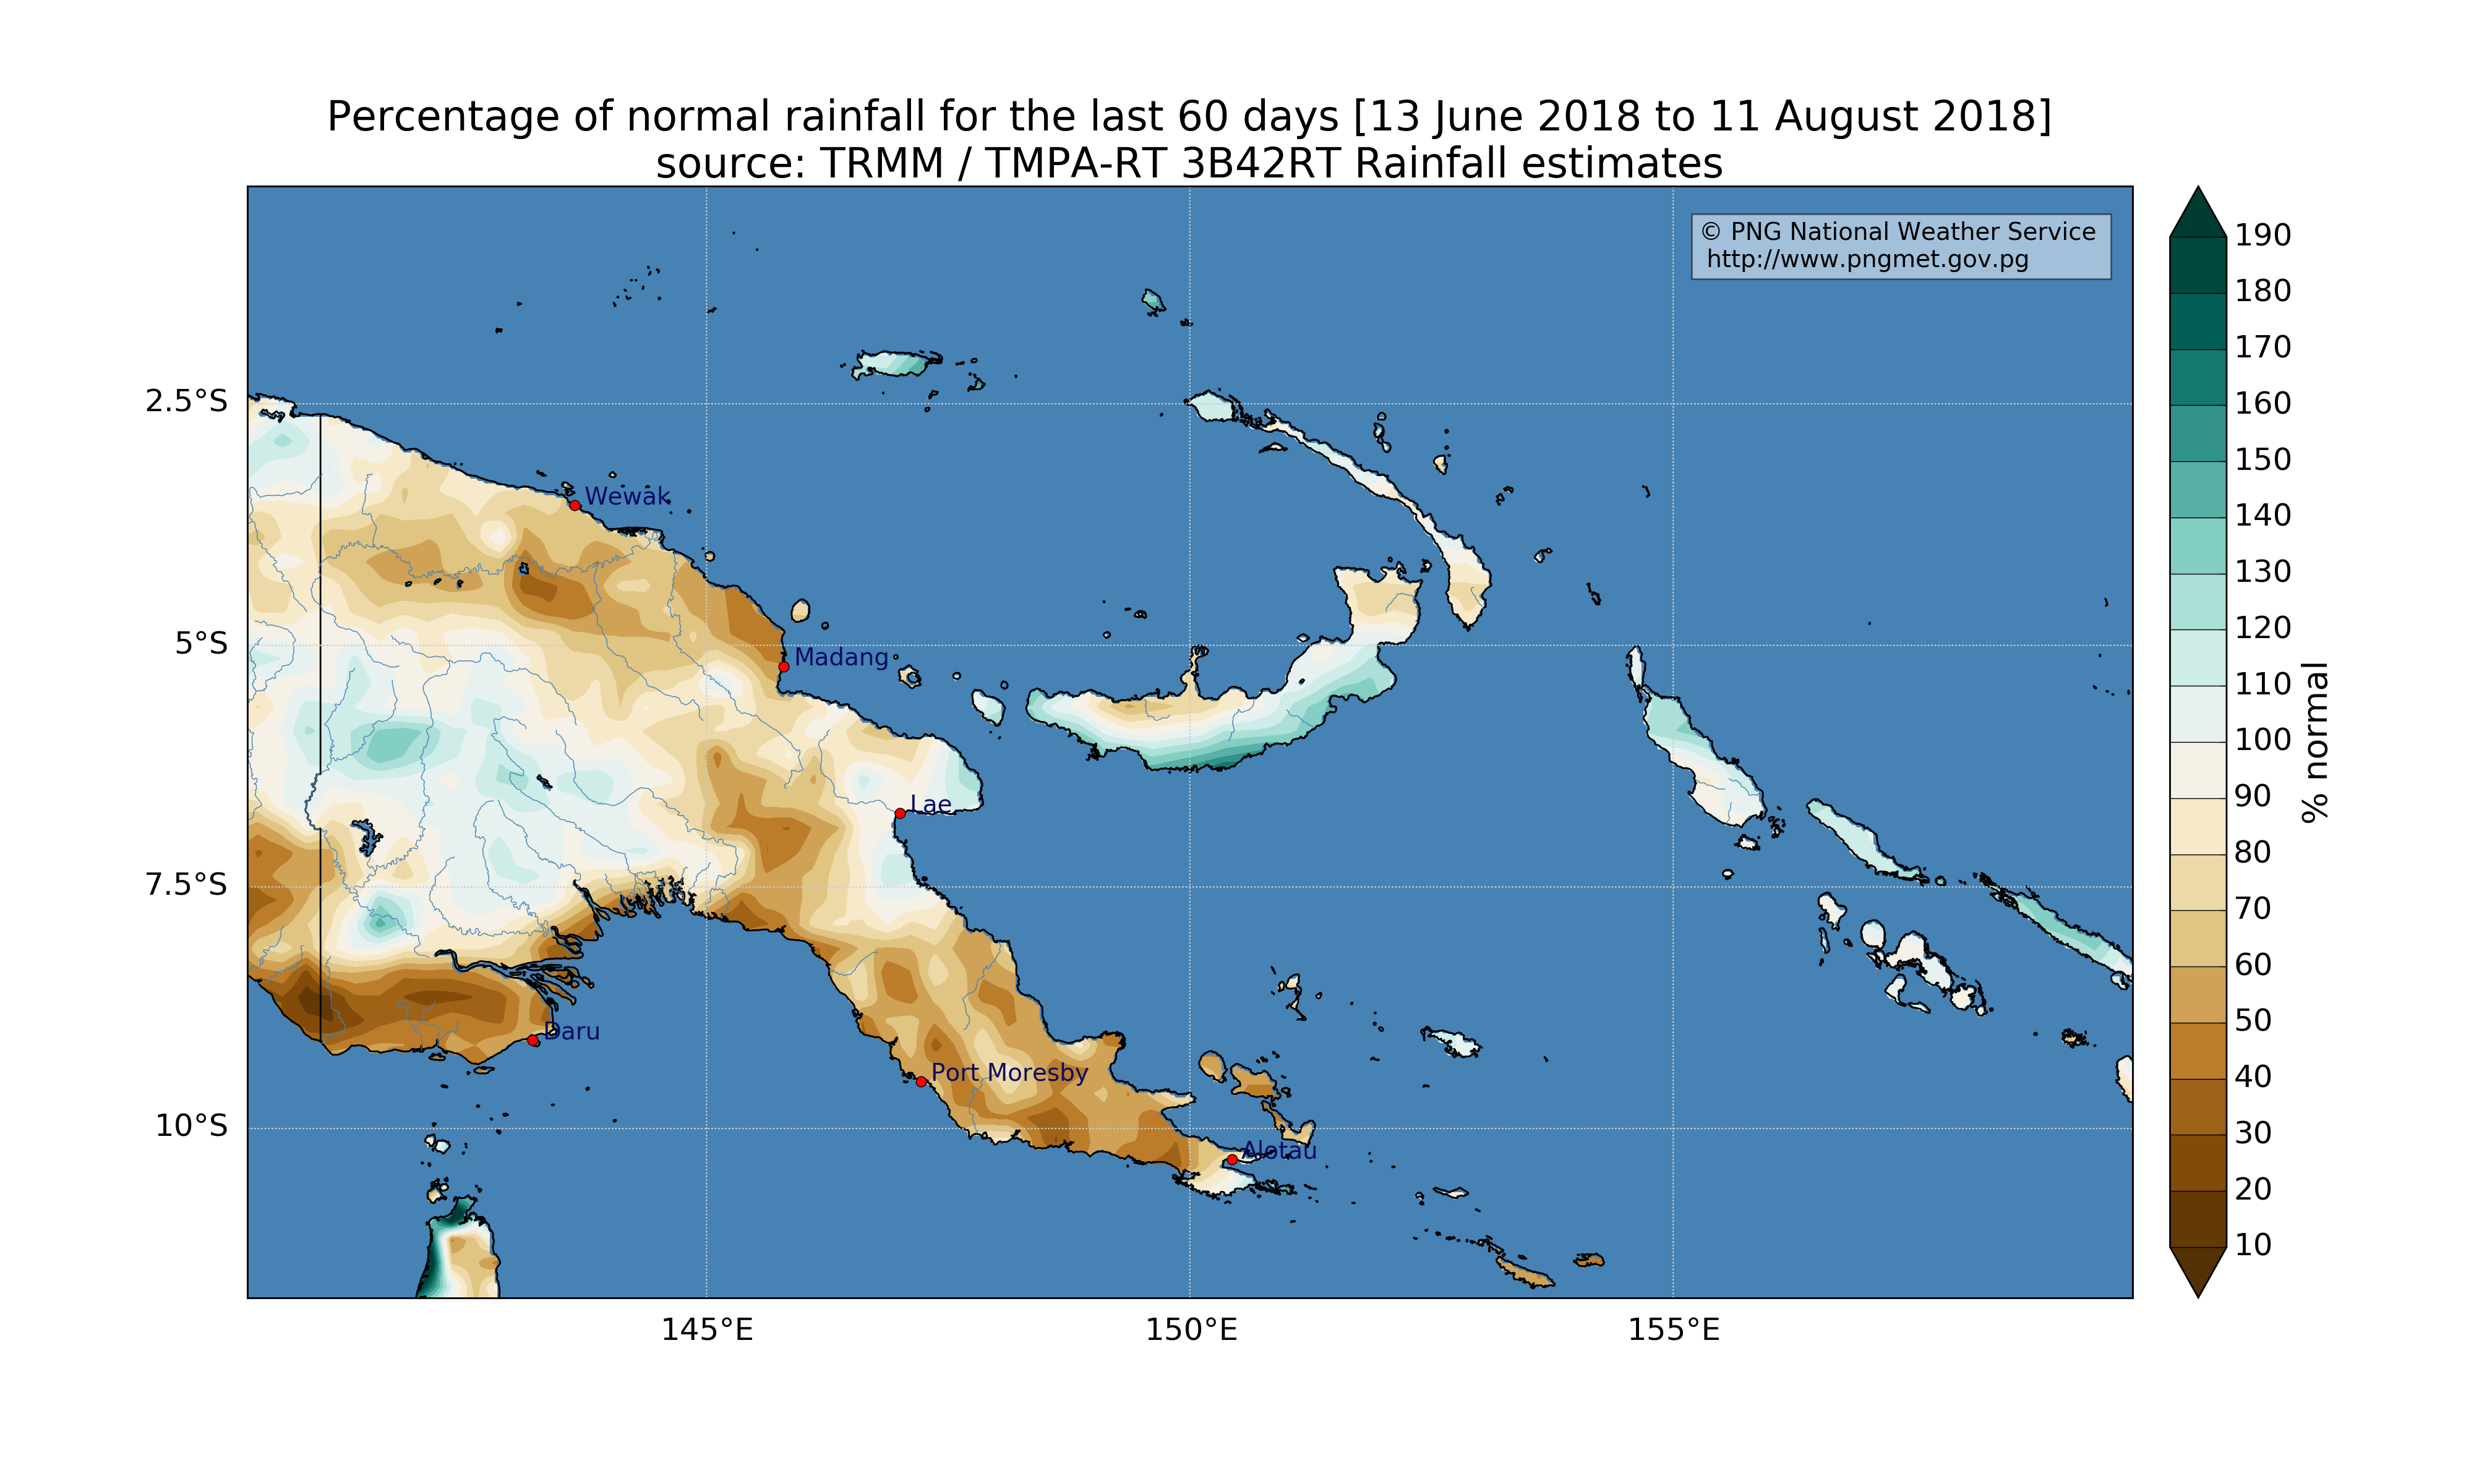 Percentage of normal rainfall for the last 60 days [13 June 2018 to 11 August 2018]
source: TRMM / TMPA-RT 3B42RT Rainfall estimates
© PNG National Weather Service
http://www.pngmet.gov.pg
2.5°S
5°S
7.5°S
10°S
145°E
150°E
155°E
Wewak
Madang
Lae
Daru
Port Moresby
Alotau
190
180
170
160
150
140
130
120
110
100
90
80
70
60
50
40
30
20
10
% normal